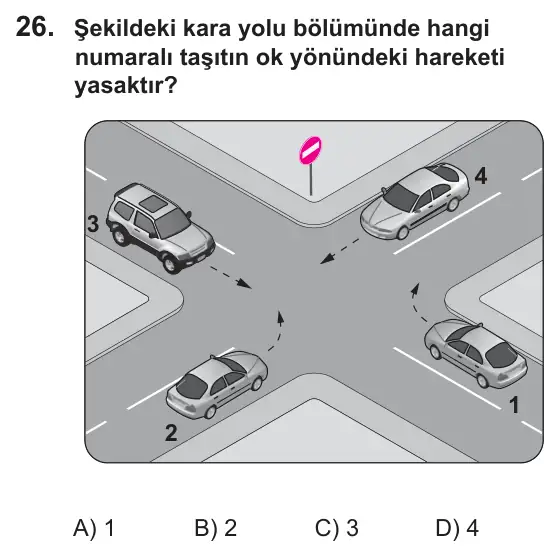 26. Şekildeki kara yolu bölümünde hangi
numaralı taşıtın ok yönündeki hareketi
yasaktır?
4
3
1
2
A) 1 B) 2 C) 3 D) 4